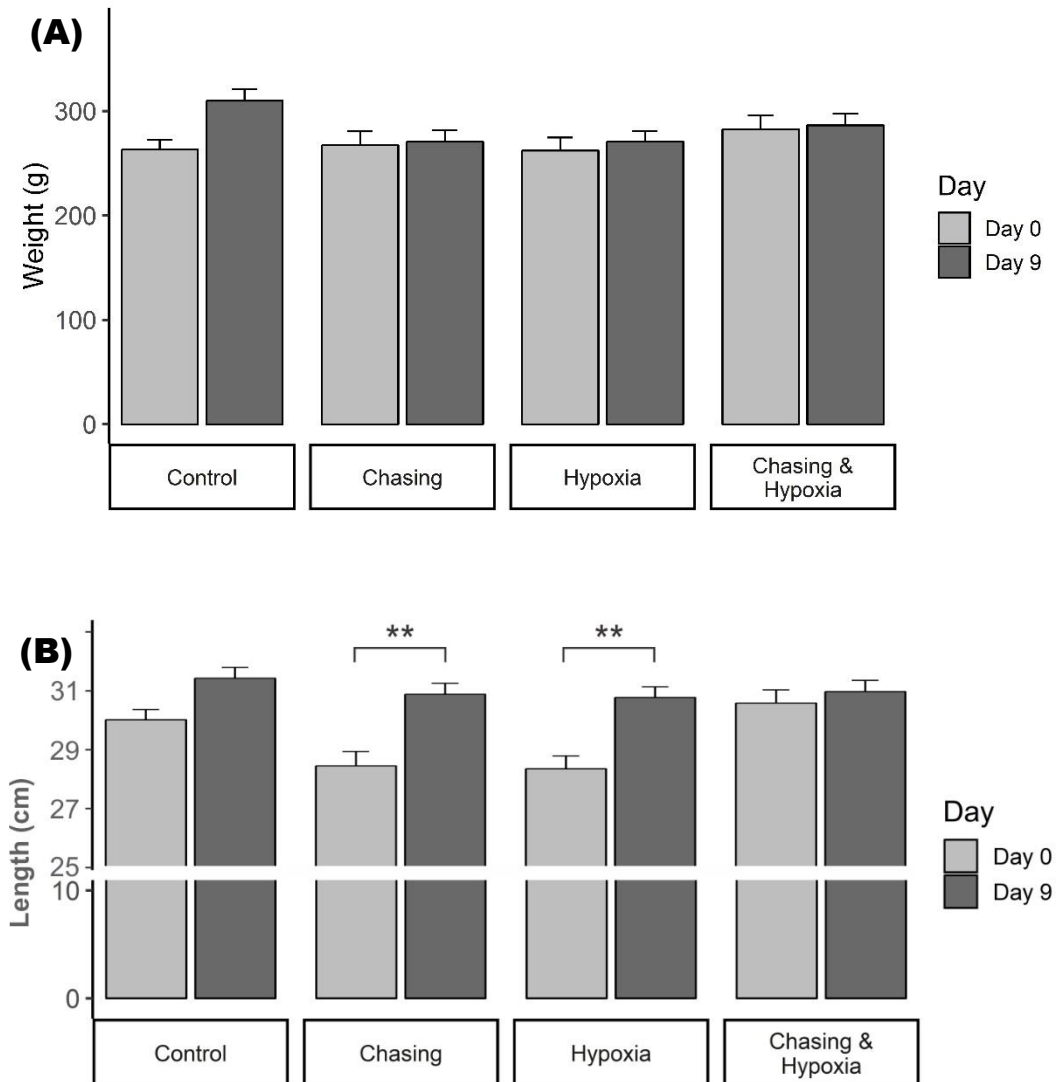 (A)
Weight (g)
300
200
100
0
Control
Chasing
Hypoxia
Chasing &
Hypoxia
Day
Day 0
Day 9
(B)
Length (cm)
31
29
27
25
10
0
**
**
Control
Chasing
Hypoxia
Chasing &
Hypoxia
Day
Day 0
Day 9